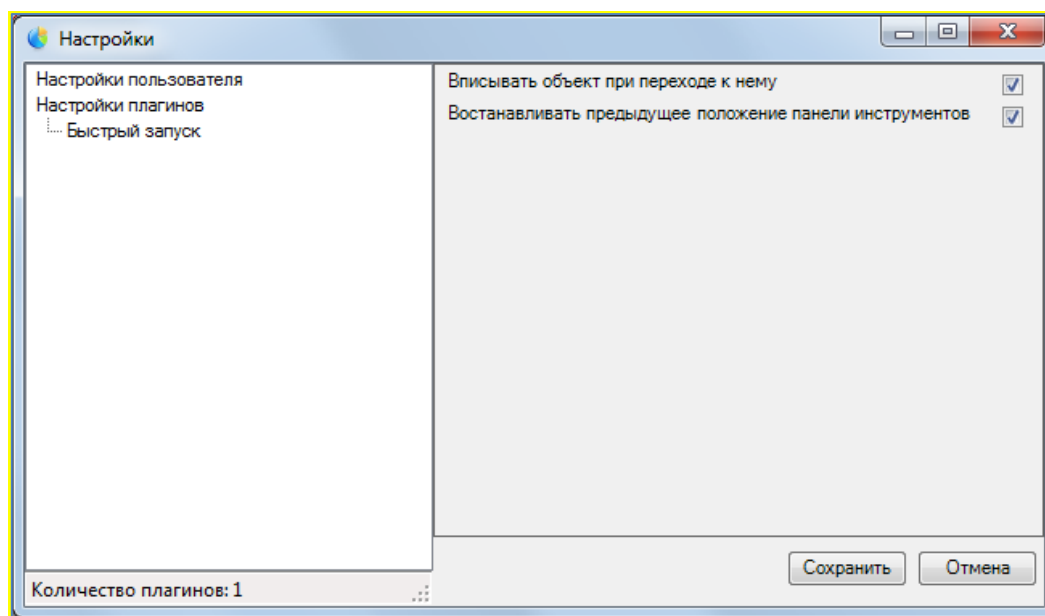 Настройки
Настройки пользователя
Настройки плагинов
Быстрый запуск
Вписывать объект при переходе к нему
Востанавливать предыдущее положение панели инструментов
Количество плагинов: 1
Сохранить
Отмена